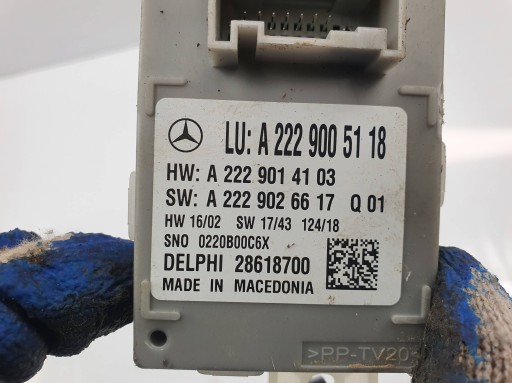 LU: A 222 900 51 18
HW: A 222 901 41 03
SW: A 222 902 66 17 Q 01
HW 16/02 SW 17/43 124/18
SNO 0220B00C6X
DELPHI 28618700
MADE IN MACEDONIA
>PP-TV20